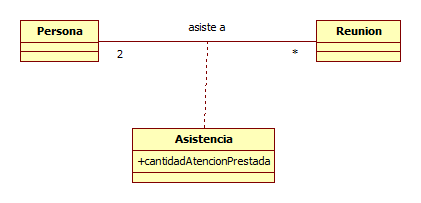 asiste a
Persona
Reunion
2
*
Asistencia
+cantidadAtencionPrestada